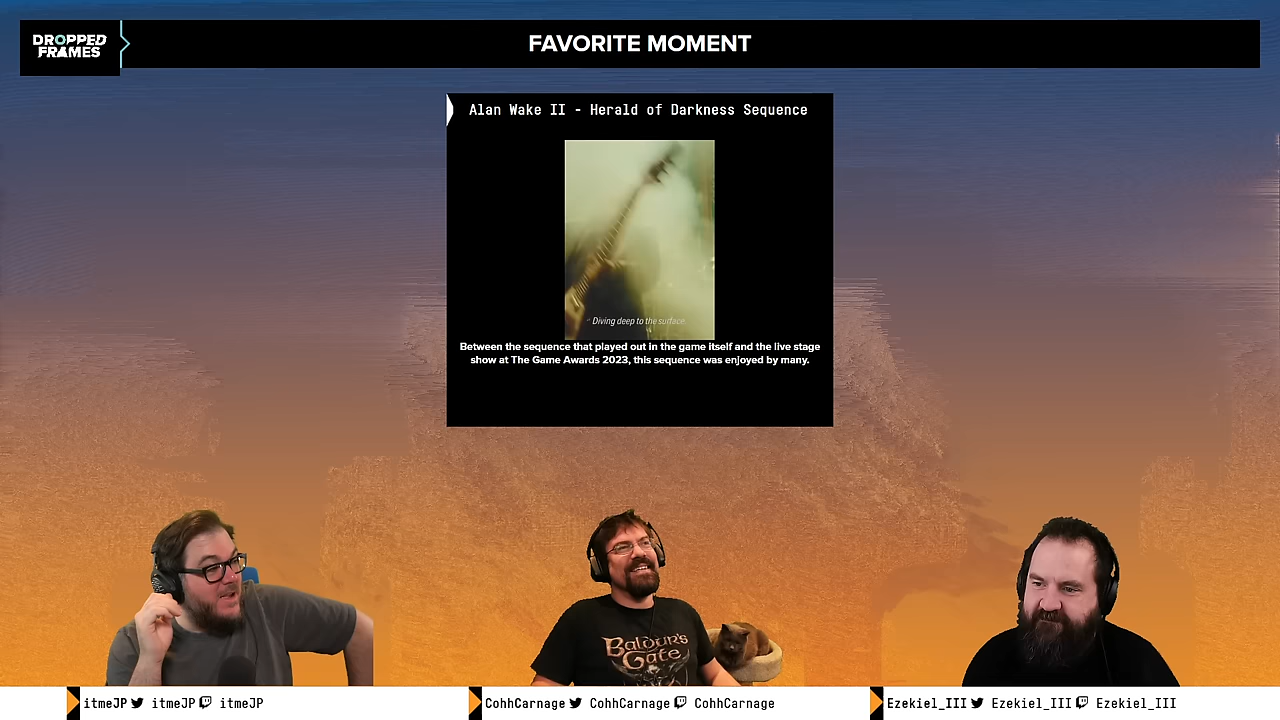 DROPPED
FRAMES
FAVORITE MOMENT
Alan Wake II - Herald of Darkness Sequence
Diving deep to the surface
Between the sequence that played out in the game itself and the live stage
show at The Game Awards 2023, this sequence was enjoyed by many.
BALDUR'S
GATE
itmeJP itmeJP itmeJP
CohhCarnage CohhCarnage CohhCarnage
Ezekiel_III Ezekiel_III Ezekiel_III